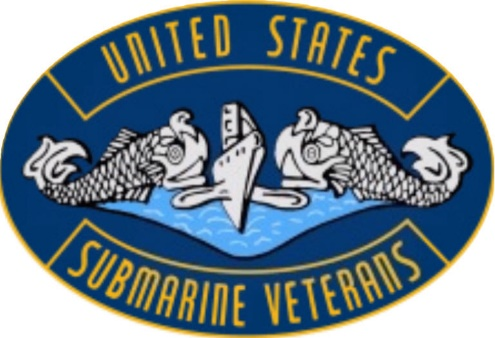 UNITED STATES
SUBMARINE VETERANS